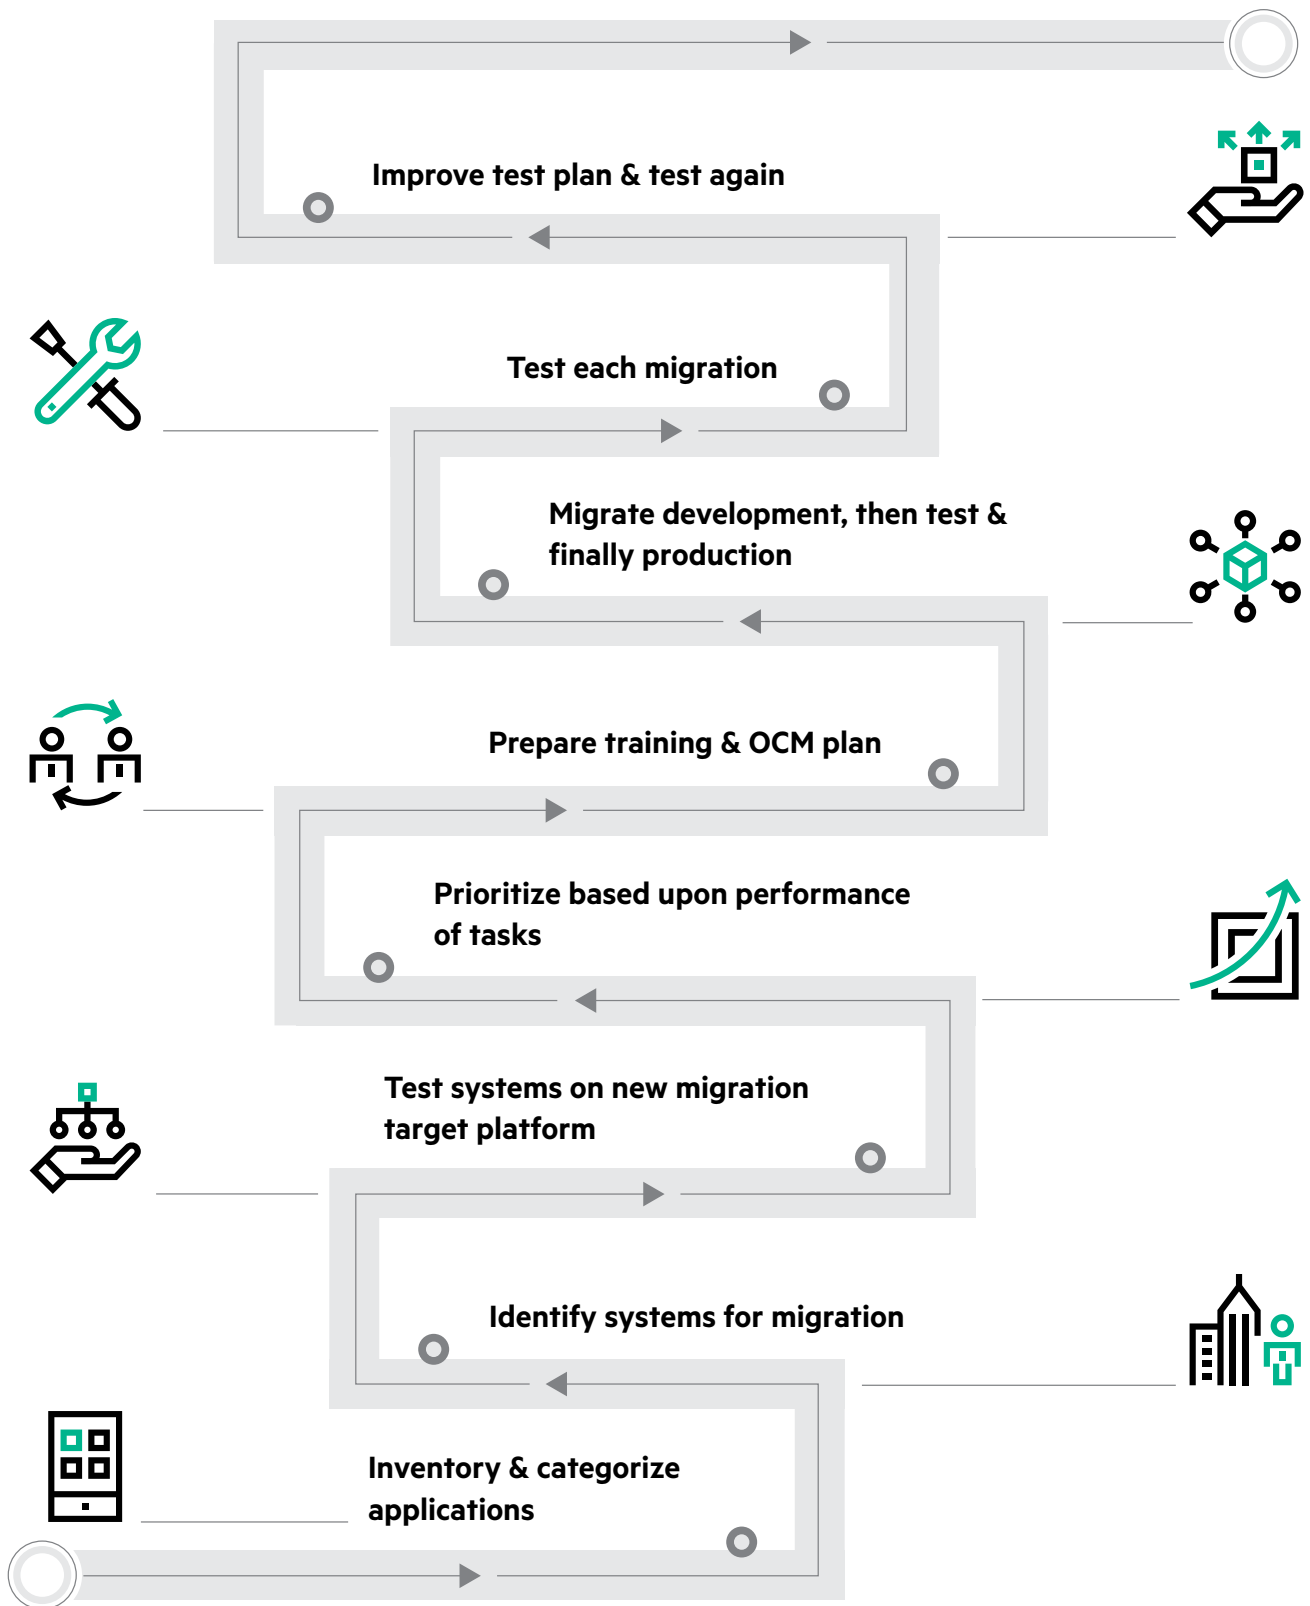 Improve test plan & test again
Test each migration
Migrate development, then test &
finally production
Prepare training & OCM plan
Prioritize based upon performance
of tasks
Test systems on new migration
target platform
Identify systems for migration
Inventory & categorize
applications